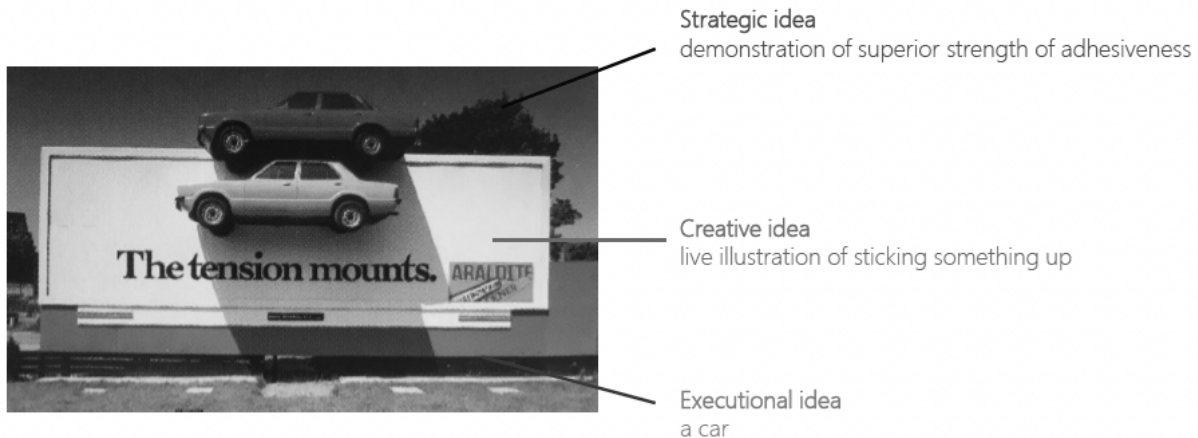 Strategic idea
demonstration of superior strength of adhesiveness
Creative idea
live illustration of sticking something up
The tension mounts.
ARALDITE
Executional idea
a car